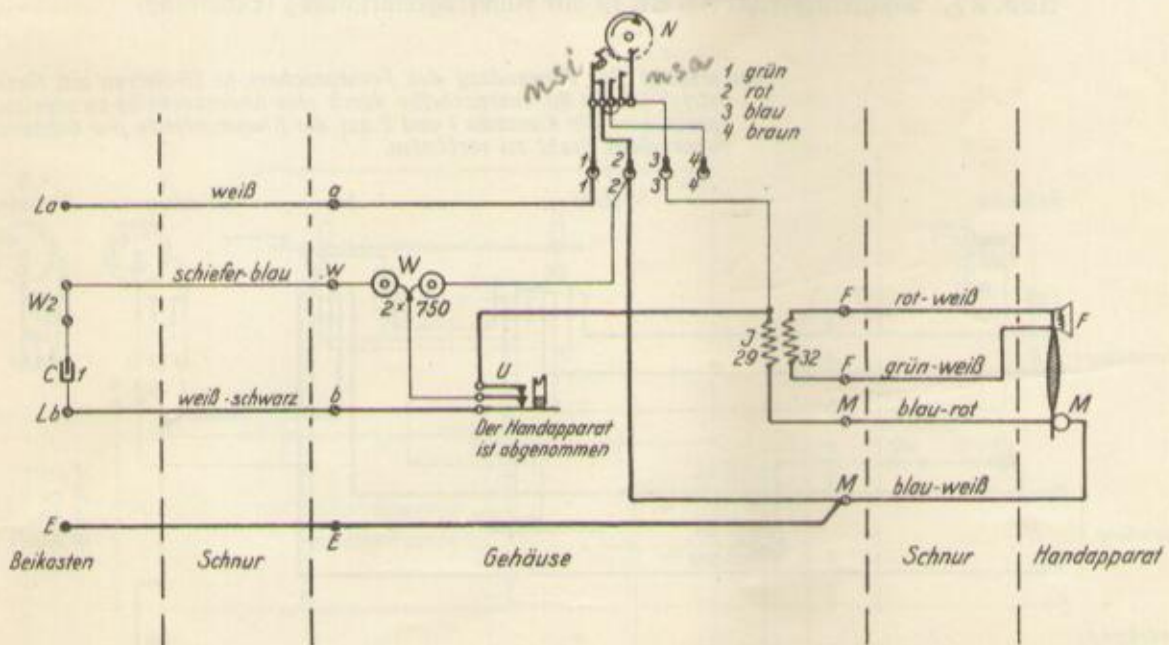 N
nsi
nsa
1 grün
2 rot
3 blau
4 braun
1 2 3 4
1 2 3 4
La
weiß
a
schiefer-blau
w
W
2 × 750
W2
C 1
Lb
weiß-schwarz
b
U
Der Handapparat
ist abgenommen
J
29
32
F
rot-weiß
F
F
grün-weiß
M
blau-rot
M
M
blau-weiß
E
E
Beikasten
Schnur
Gehäuse
Schnur
Handapparat